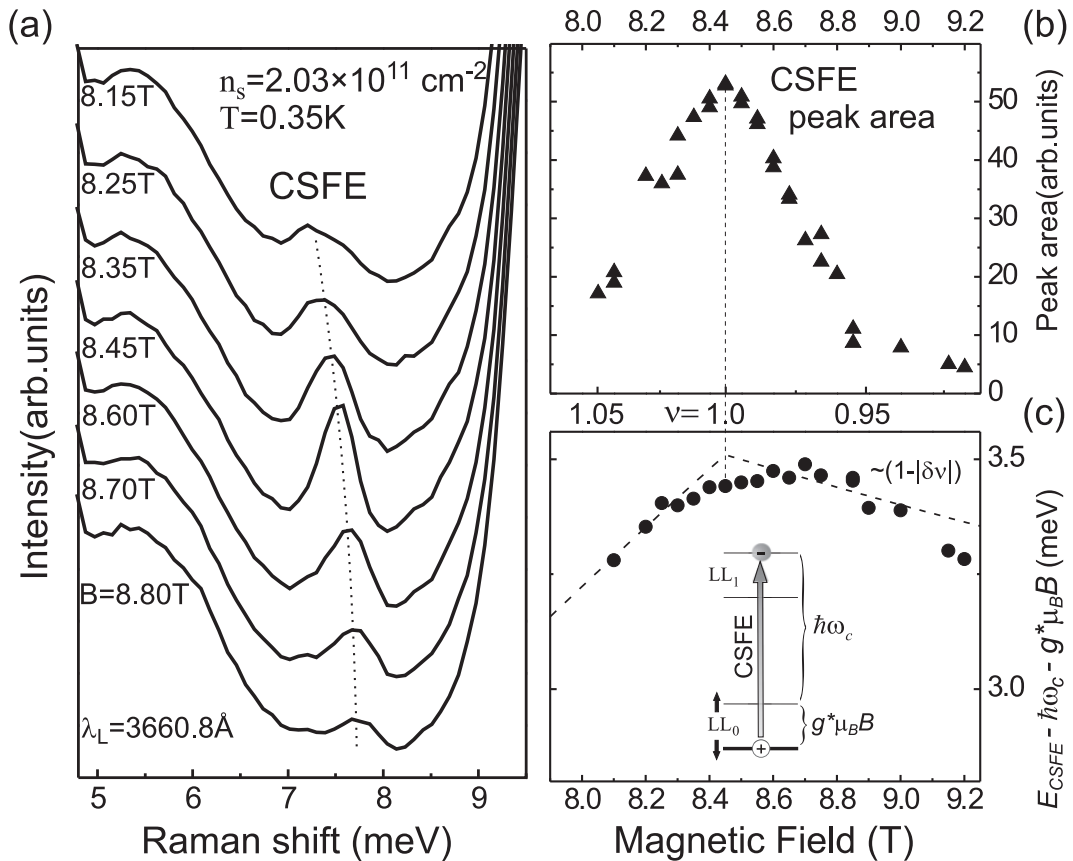 (a)
8.15T
8.25T
8.35T
8.45T
8.60T
8.70T
B=8.80T
nₛ=2.03×10¹¹ cm⁻²
T=0.35K
CSFE
λ_L=3660.8Å
Intensity(arb.units)
5 6 7 8 9
Raman shift (meV)
8.0 8.2 8.4 8.6 8.8 9.0 9.2
(b)
CSFE
peak area
50
40
30
20
10
0
Peak area(arb.units)
1.05 ν=1.0 0.95
(c)
~(1-|δν|)
3.5
3.0
LL₁
CSFE
ħω_c
LL₀
g*μ_BB
-
+
E_CSFE - ħω_c - g*μ_BB (meV)
8.0 8.2 8.4 8.6 8.8 9.0 9.2
Magnetic Field (T)